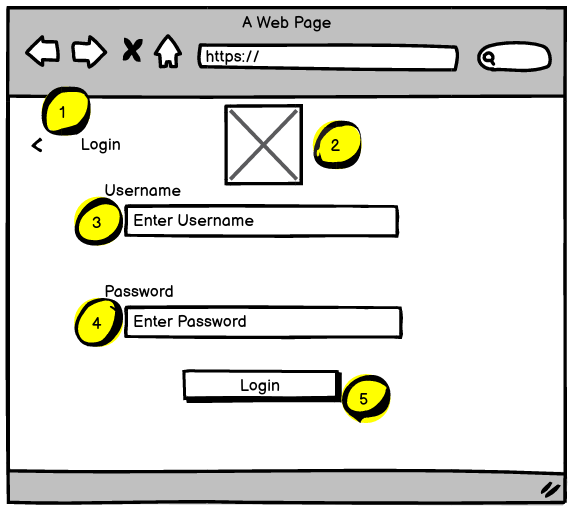 A Web Page
https://
1
< Login
2
Username
3
Enter Username
Password
4
Enter Password
Login
5